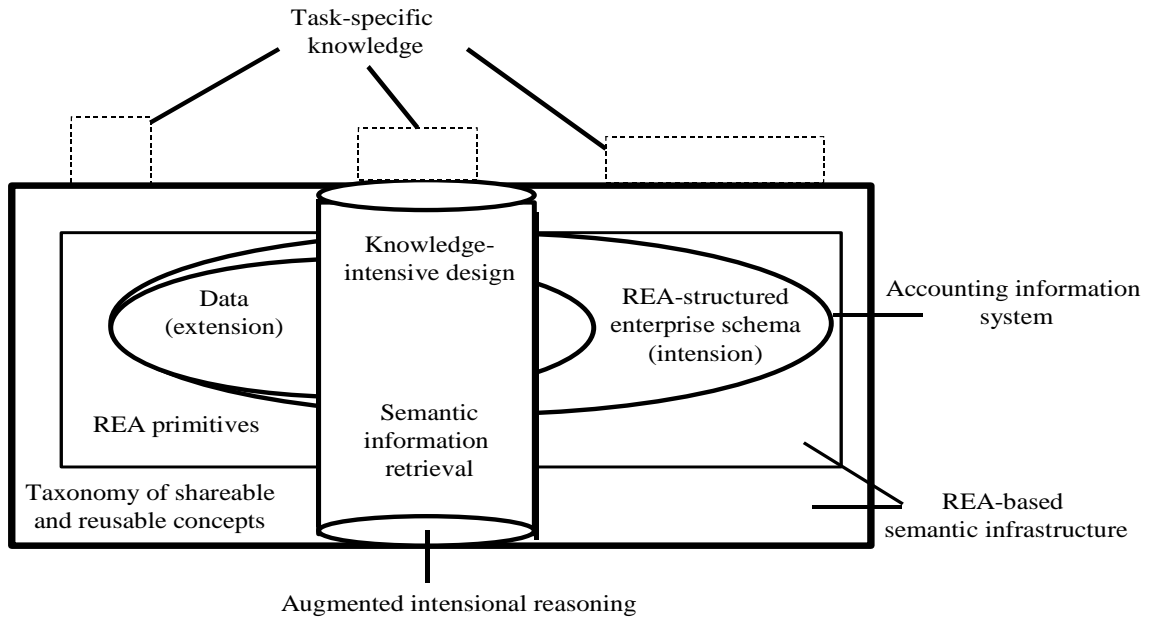 Task-specific
knowledge
Knowledge-
intensive design
Data
(extension)
REA-structured
enterprise schema
(intension)
Accounting information
system
REA primitives
Semantic
information
retrieval
Taxonomy of shareable
and reusable concepts
REA-based
semantic infrastructure
Augmented intensional reasoning